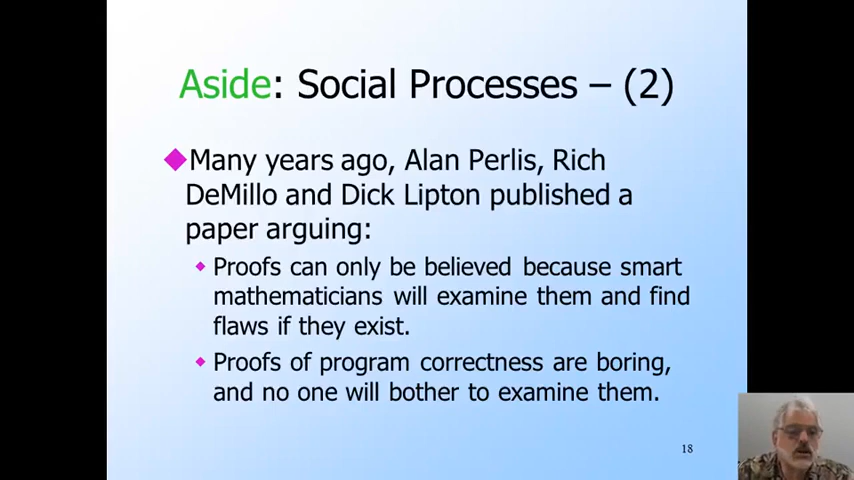 Aside: Social Processes – (2)
Many years ago, Alan Perlis, Rich
DeMillo and Dick Lipton published a
paper arguing:
Proofs can only be believed because smart
mathematicians will examine them and find
flaws if they exist.
Proofs of program correctness are boring,
and no one will bother to examine them.
18